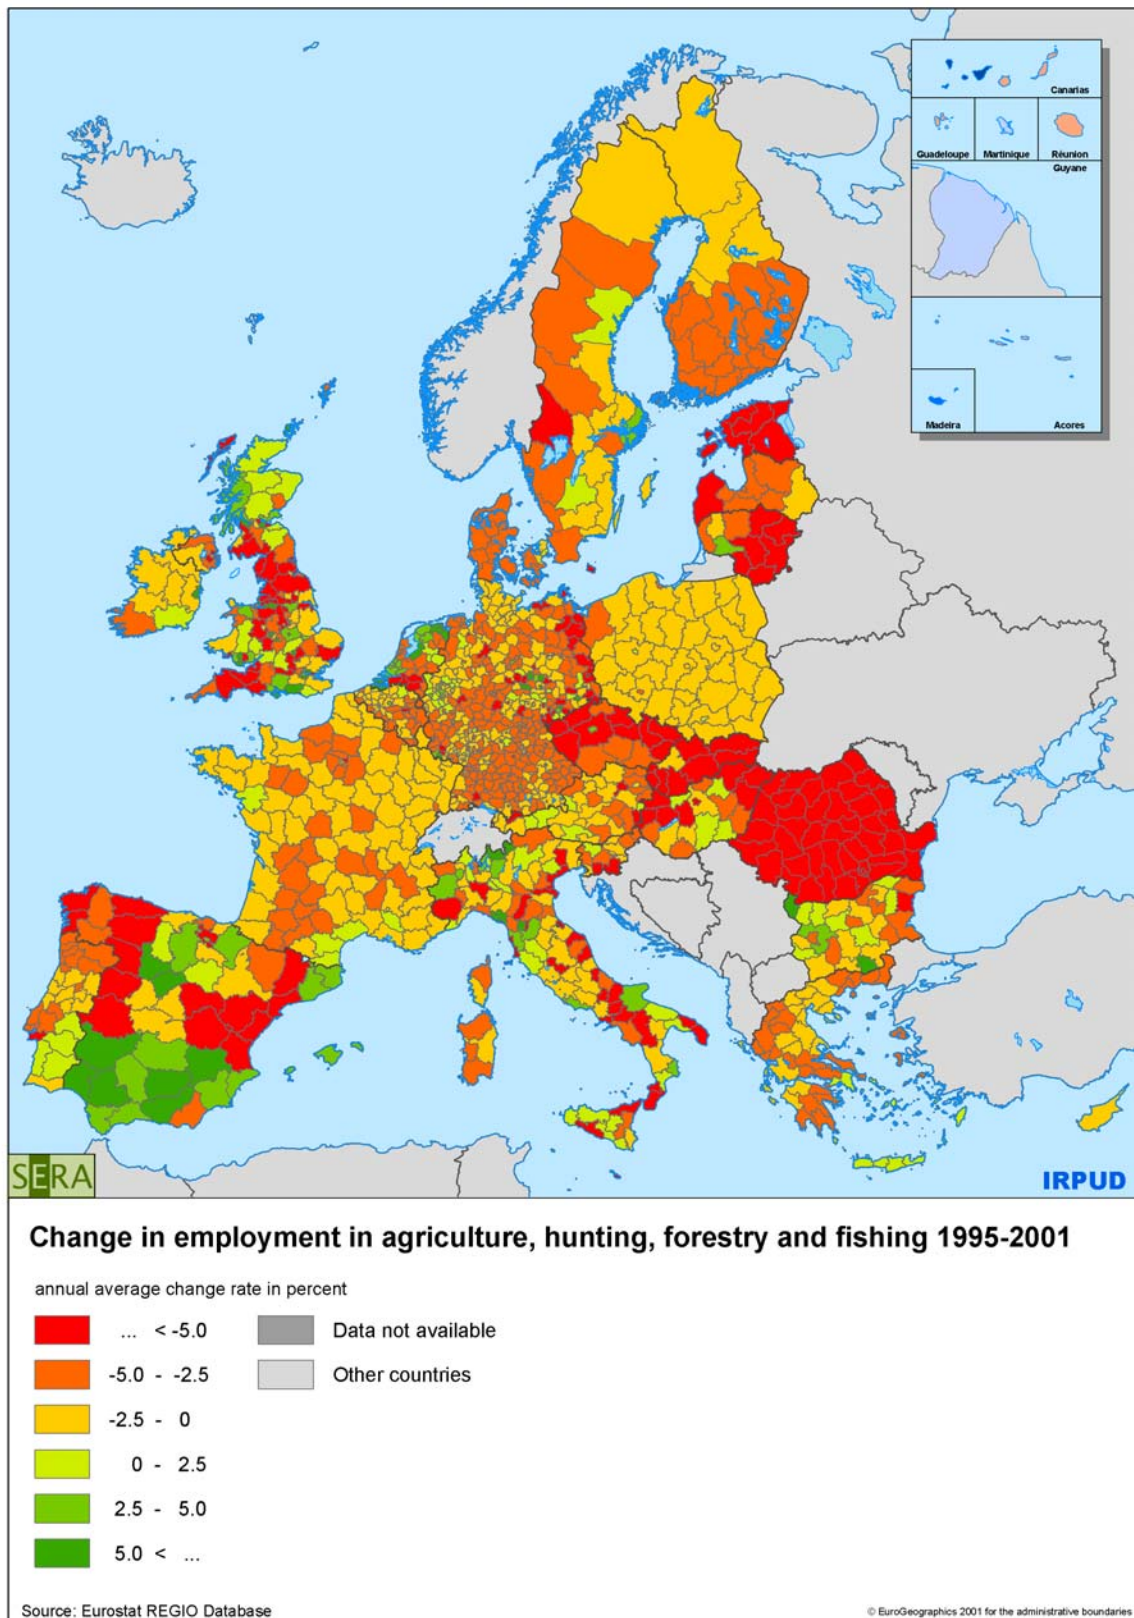 Canarias
Guadeloupe Martinique Réunion
Guyane
Madeira Acores
SERA
IRPUD
Change in employment in agriculture, hunting, forestry and fishing 1995-2001
annual average change rate in percent
... < -5.0 Data not available
-5.0 - -2.5 Other countries
-2.5 - 0
0 - 2.5
2.5 - 5.0
5.0 < ...
Source: Eurostat REGIO Database © EuroGeographics 2001 for the administrative boundaries